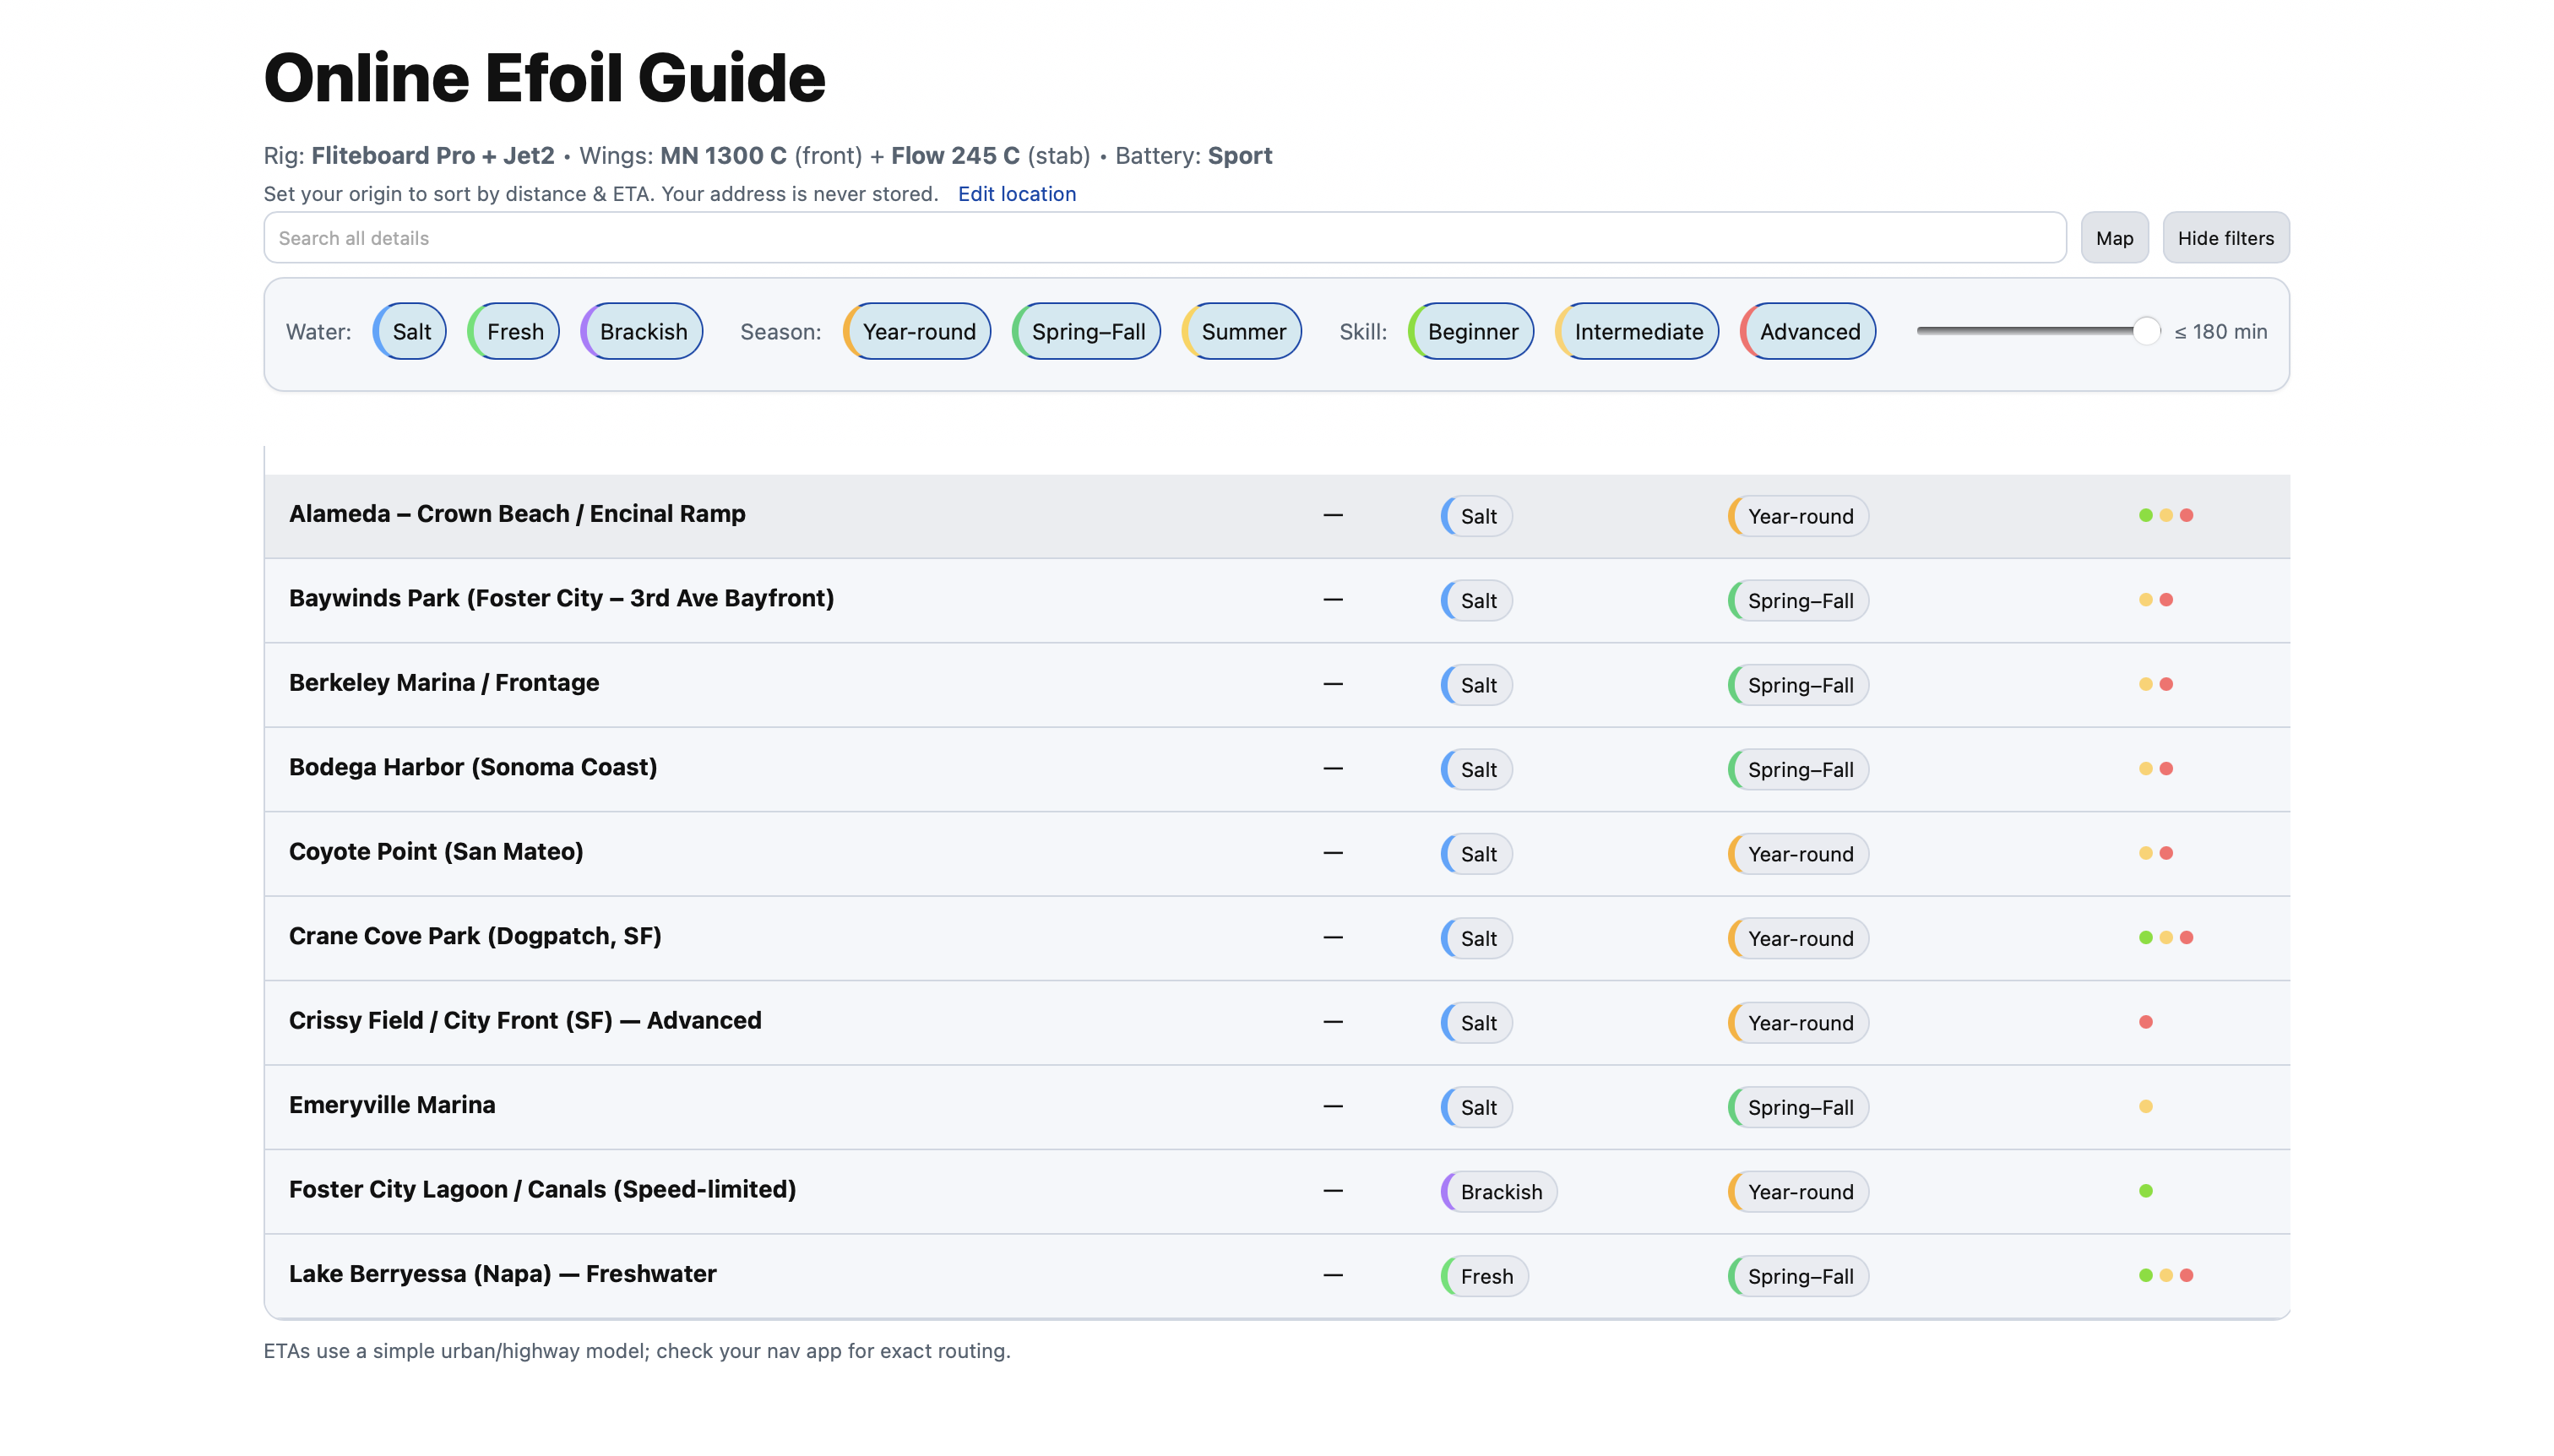 Online Efoil Guide
Rig: Fliteboard Pro + Jet2 • Wings: MN 1300 C (front) + Flow 245 C (stab) • Battery: Sport
Set your origin to sort by distance & ETA. Your address is never stored. Edit location
Search all details Map Hide filters
Water: Salt Fresh Brackish Season: Year-round Spring–Fall Summer Skill: Beginner Intermediate Advanced ≤ 180 min
Alameda – Crown Beach / Encinal Ramp — Salt Year-round
Baywinds Park (Foster City – 3rd Ave Bayfront) — Salt Spring–Fall
Berkeley Marina / Frontage — Salt Spring–Fall
Bodega Harbor (Sonoma Coast) — Salt Spring–Fall
Coyote Point (San Mateo) — Salt Year-round
Crane Cove Park (Dogpatch, SF) — Salt Year-round
Crissy Field / City Front (SF) — Advanced — Salt Year-round
Emeryville Marina — Salt Spring–Fall
Foster City Lagoon / Canals (Speed-limited) — Brackish Year-round
Lake Berryessa (Napa) — Freshwater — Fresh Spring–Fall
ETAs use a simple urban/highway model; check your nav app for exact routing.